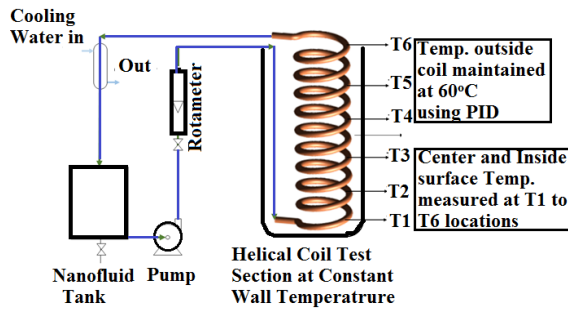 Cooling
Water in
Out
Rotameter
T6
T5
T4
T3
T2
T1
Temp. outside
coil maintained
at 60°C
using PID
Center and Inside
surface Temp.
measured at T1 to
T6 locations
Nanofluid
Tank
Pump
Helical Coil Test
Section at Constant
Wall Temperatrure